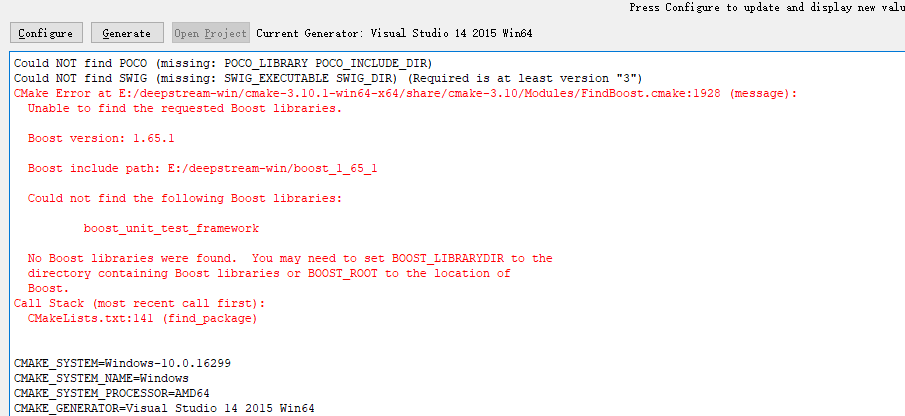 Press Configure to update and display new valu
Configure Generate Open Project Current Generator: Visual Studio 14 2015 Win64
Could NOT find POCO (missing: POCO_LIBRARY POCO_INCLUDE_DIR)
Could NOT find SWIG (missing: SWIG_EXECUTABLE SWIG_DIR) (Required is at least version "3")
CMake Error at E:/deepstream-win/cmake-3.10.1-win64-x64/share/cmake-3.10/Modules/FindBoost.cmake:1928 (message):
Unable to find the requested Boost libraries.
Boost version: 1.65.1
Boost include path: E:/deepstream-win/boost_1_65_1
Could not find the following Boost libraries:
boost_unit_test_framework
No Boost libraries were found.  You may need to set BOOST_LIBRARYDIR to the
directory containing Boost libraries or BOOST_ROOT to the location of
Boost.
Call Stack (most recent call first):
CMakeLists.txt:141 (find_package)
CMAKE_SYSTEM=Windows-10.0.16299
CMAKE_SYSTEM_NAME=Windows
CMAKE_SYSTEM_PROCESSOR=AMD64
CMAKE_GENERATOR=Visual Studio 14 2015 Win64